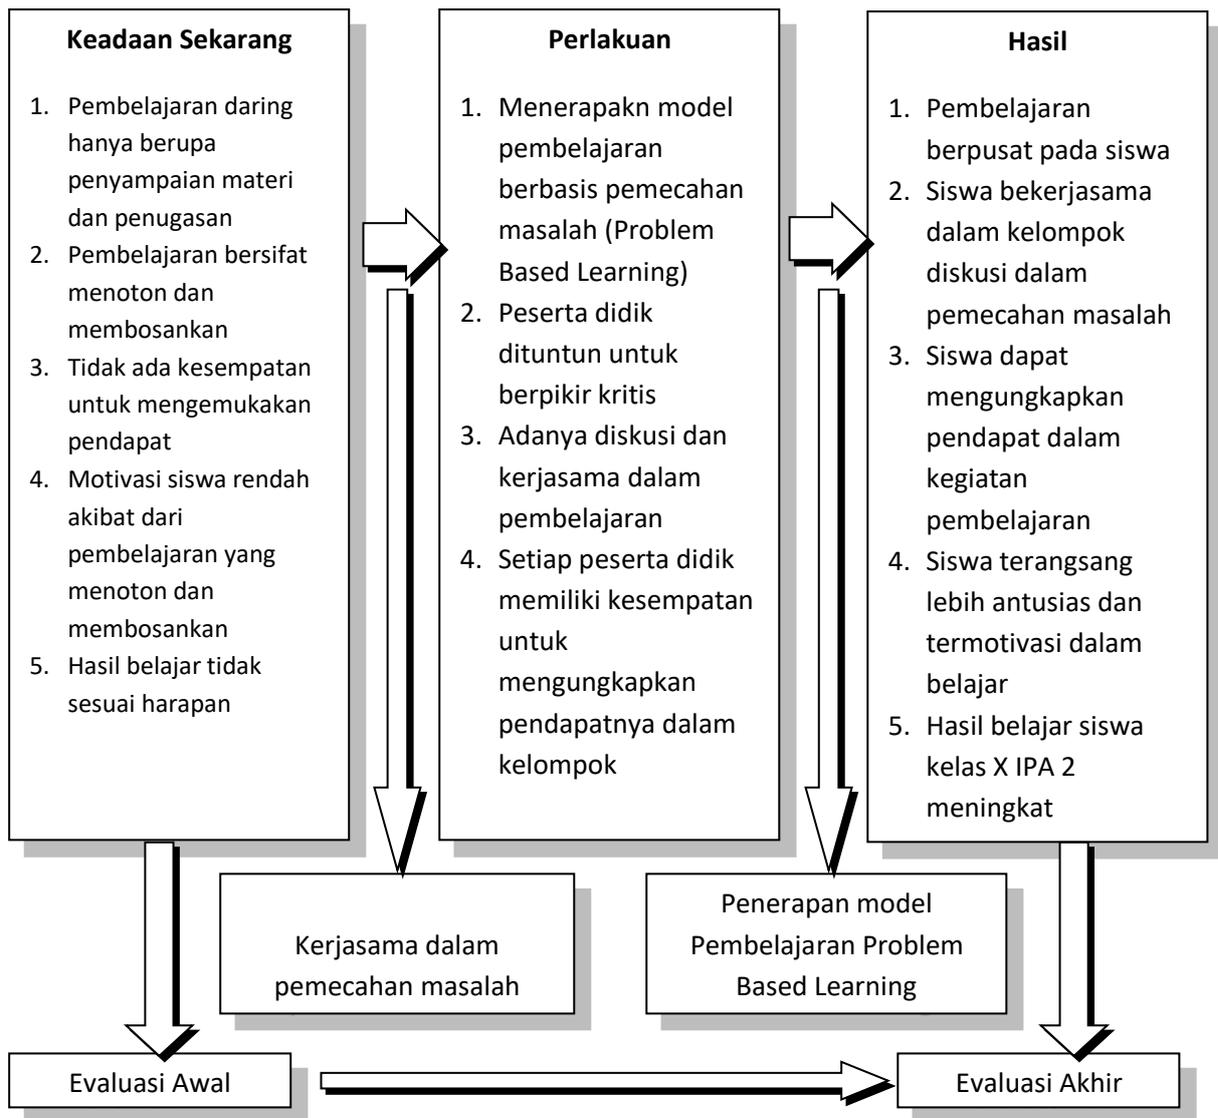 Keadaan Sekarang
1. Pembelajaran daring
hanya berupa
penyampaian materi
dan penugasan
2. Pembelajaran bersifat
menoton dan
membosankan
3. Tidak ada kesempatan
untuk mengemukakan
pendapat
4. Motivasi siswa rendah
akibat dari
pembelajaran yang
menoton dan
membosankan
5. Hasil belajar tidak
sesuai harapan
Perlakuan
1. Menerapakn model
pembelajaran
berbasis pemecahan
masalah (Problem
Based Learning)
2. Peserta didik
dituntun untuk
berpikir kritis
3. Adanya diskusi dan
kerjasama dalam
pembelajaran
4. Setiap peserta didik
memiliki kesempatan
untuk
mengungkapkan
pendapatnya dalam
kelompok
Hasil
1. Pembelajaran
berpusat pada siswa
2. Siswa bekerjasama
dalam kelompok
diskusi dalam
pemecahan masalah
3. Siswa dapat
mengungkapkan
pendapat dalam
kegiatan
pembelajaran
4. Siswa terangsang
lebih antusias dan
termotivasi dalam
belajar
5. Hasil belajar siswa
kelas X IPA 2
meningkat
Kerjasama dalam
pemecahan masalah
Penerapan model
Pembelajaran Problem
Based Learning
Evaluasi Awal
Evaluasi Akhir